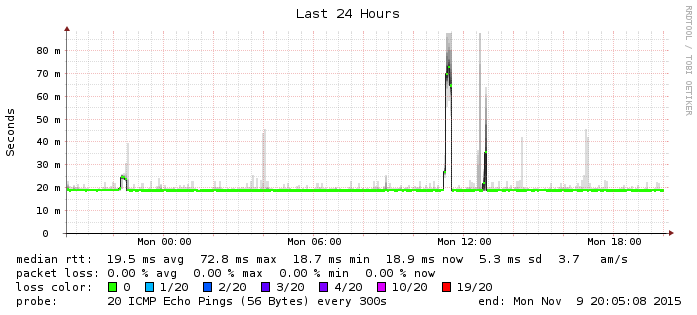 Last 24 Hours
RRDTOOL / TOBI OETIKER
Seconds
80 m
70 m
60 m
50 m
40 m
30 m
20 m
10 m
0
Mon 00:00 Mon 06:00 Mon 12:00 Mon 18:00
median rtt: 19.5 ms avg 72.8 ms max 18.7 ms min 18.9 ms now 5.3 ms sd 3.7 am/s
packet loss: 0.00 % avg 0.00 % max 0.00 % min 0.00 % now
loss color: 0 1/20 2/20 3/20 4/20 10/20 19/20
probe: 20 ICMP Echo Pings (56 Bytes) every 300s end: Mon Nov 9 20:05:08 2015